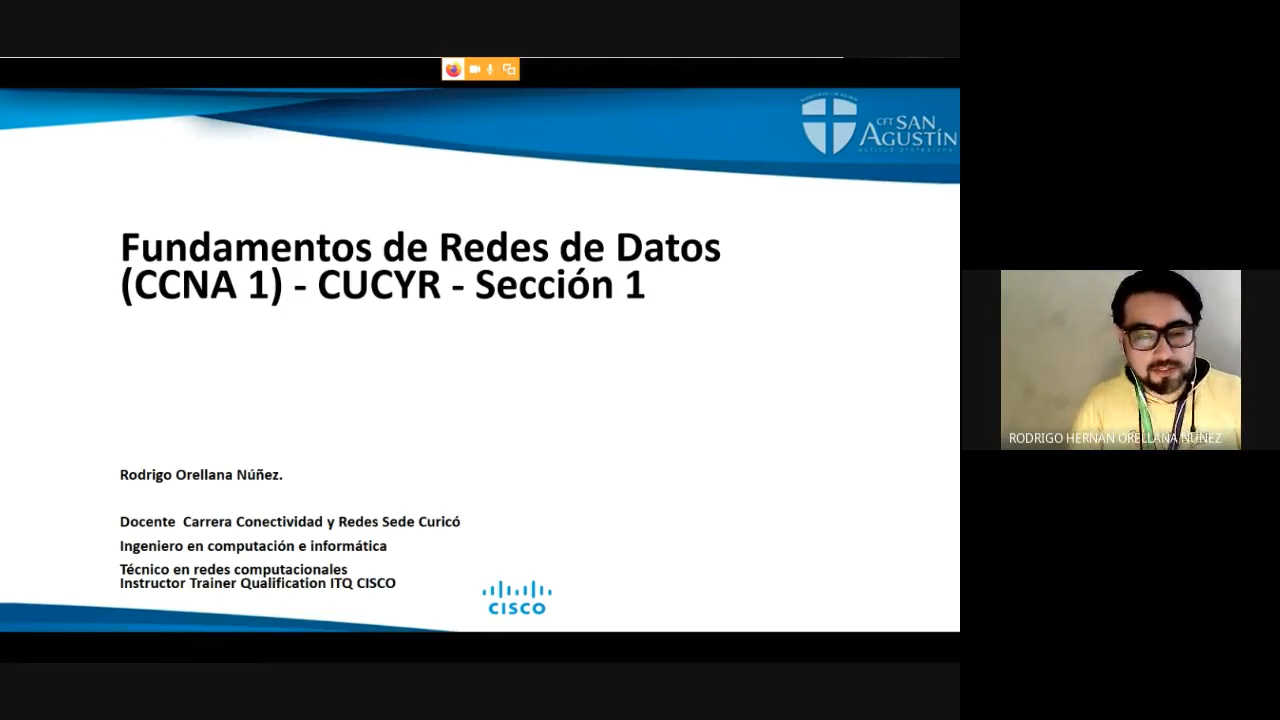 CFT SAN
AGUSTÍN
Fundamentos de Redes de Datos
(CCNA 1) - CUCYR - Sección 1
Rodrigo Orellana Núñez.
Docente  Carrera Conectividad y Redes Sede Curicó
Ingeniero en computación e informática
Técnico en redes computacionales
Instructor Trainer Qualification ITQ CISCO
CISCO
RODRIGO HERNAN ORELLANA NUÑEZ